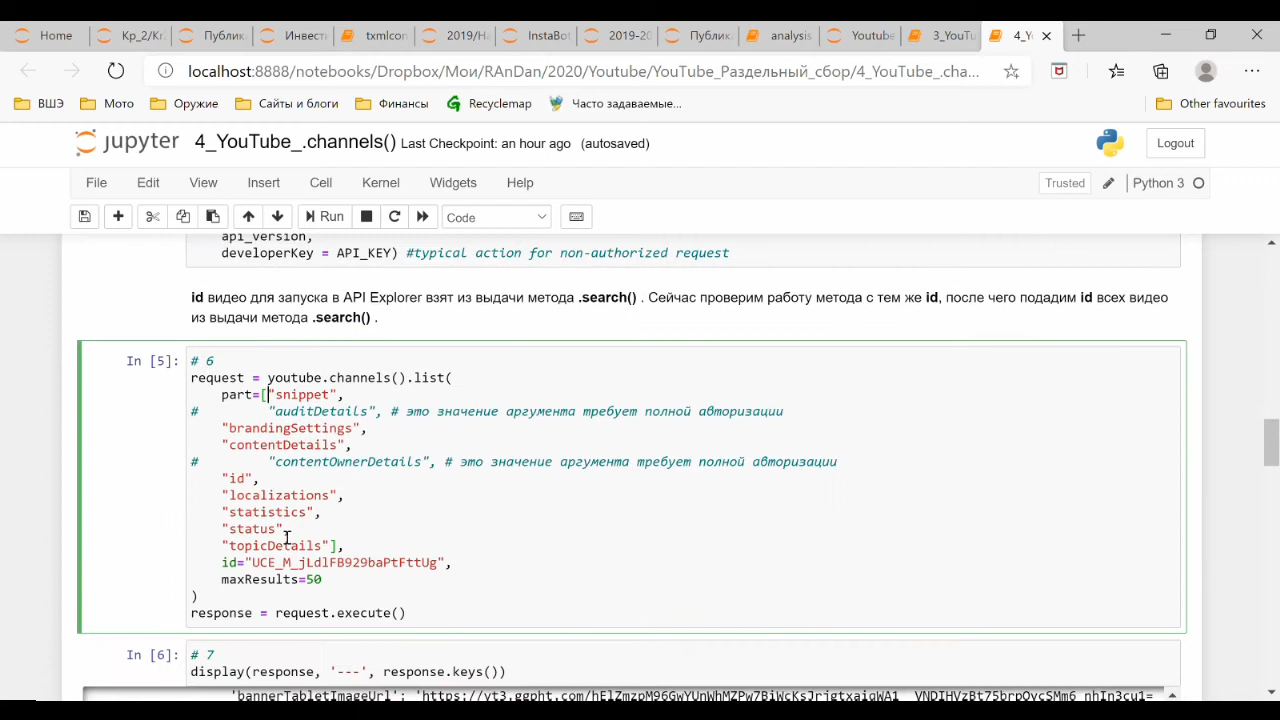 Home
Кр_2/Кг
Публик
Инвест
txmlcon
2019/Н
InstaBot
2019-20
Публик
analysis
Youtube
3_YouTu
4_Yo
localhost:8888/notebooks/Dropbox/Мои/RAnDan/2020/Youtube/YouTube_Раздельный_сбор/4_YouTube_.cha...
ВШЭ
Мото
Оружие
Сайты и блоги
Финансы
Recyclemap
Часто задаваемые...
Other favourites
jupyter 4_YouTube_.channels() Last Checkpoint: an hour ago (autosaved)
Logout
File Edit View Insert Cell Kernel Widgets Help
Trusted
Python 3
Run
Code
api_version,
developerKey = API_KEY) #typical action for non-authorized request
id видео для запуска в API Explorer взят из выдачи метода .search() . Сейчас проверим работу метода с тем же id, после чего подадим id всех видео
из выдачи метода .search() .
In [5]:
# 6
request = youtube.channels().list(
part=["snippet",
# "auditDetails", # это значение аргумента требует полной авторизации
"brandingSettings",
"contentDetails",
# "contentOwnerDetails", # это значение аргумента требует полной авторизации
"id",
"localizations",
"statistics",
"status",
"topicDetails"],
id="UCE_M_jLdlFB929baPtFttUg",
maxResults=50
)
response = request.execute()
In [6]:
# 7
display(response, '---', response.keys())
'bannerTabletImageUrl':